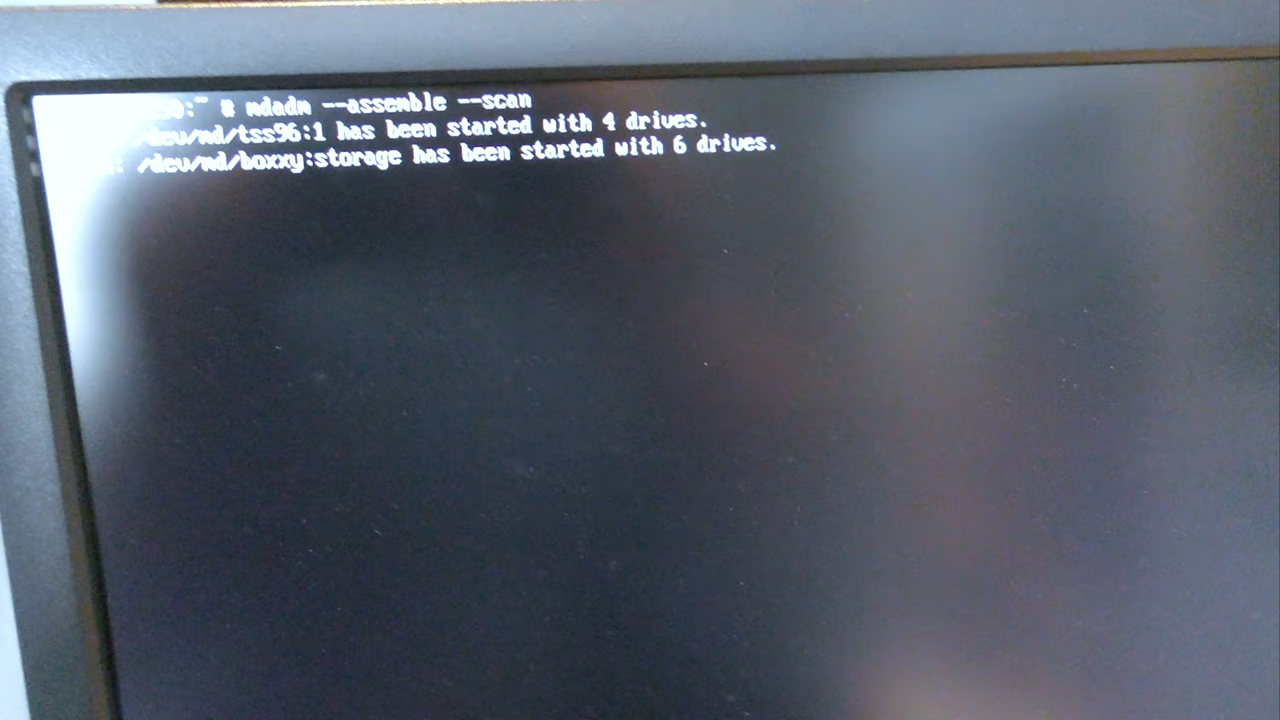 # mdadm --assemble --scan
/dev/md/tss96:1 has been started with 4 drives.
/dev/md/boxxy:storage has been started with 6 drives.